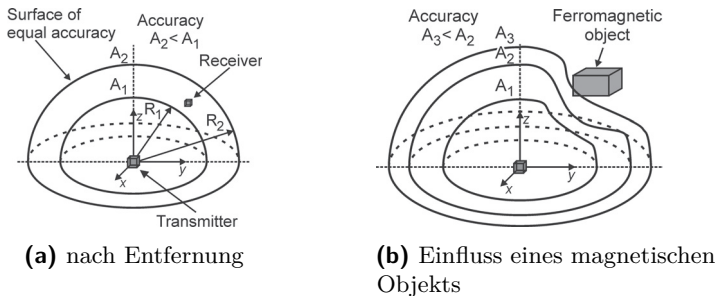 Surface of
equal accuracy
Accuracy
A₂< A₁
A₂
Receiver
A₁
R₁
R₂
z
x
y
Transmitter
(a) nach Entfernung
Accuracy
A₃< A₂
A₃
A₂
A₁
Ferromagnetic
object
z
x
y
(b) Einfluss eines magnetischen
Objekts